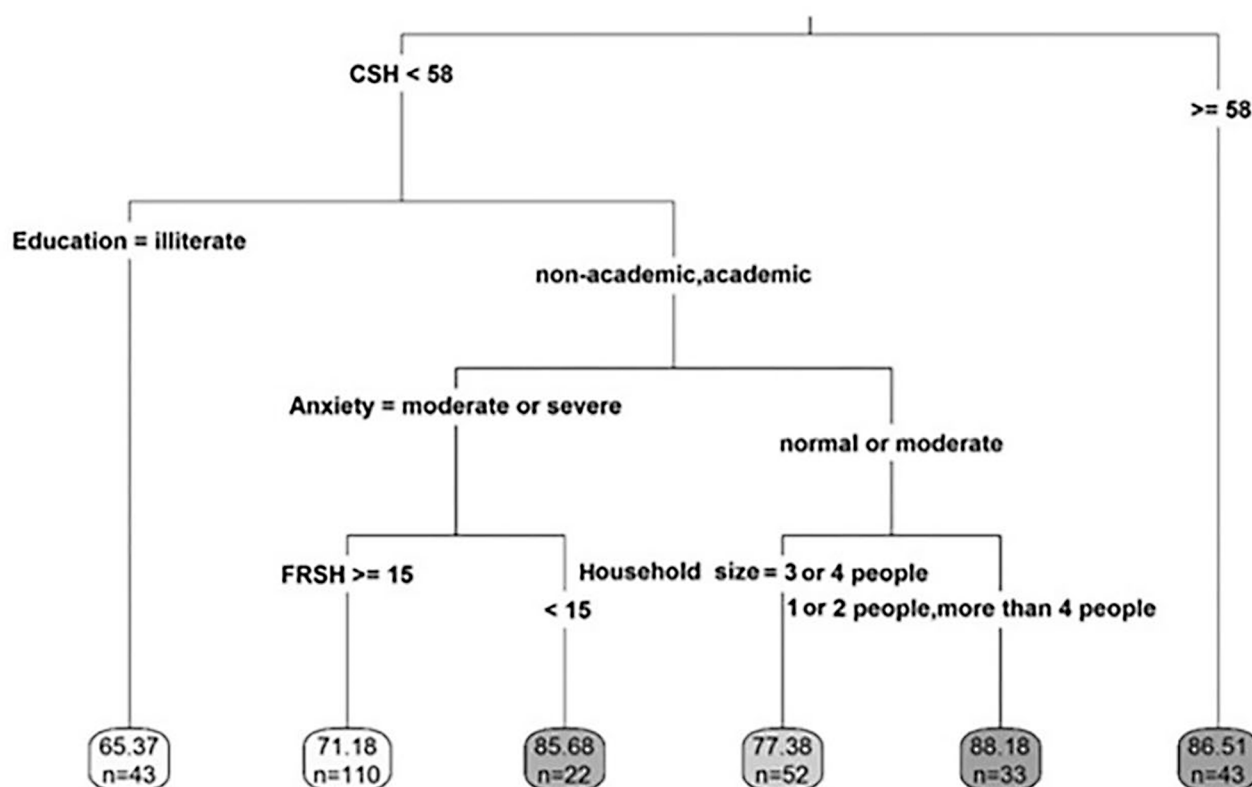 CSH < 58
>= 58
Education = illiterate
non-academic,academic
Anxiety = moderate or severe
normal or moderate
FRSH >= 15
< 15
Household size = 3 or 4 people
1 or 2 people,more than 4 people
65.37
n=43
71.18
n=110
85.68
n=22
77.38
n=52
88.18
n=33
86.51
n=43